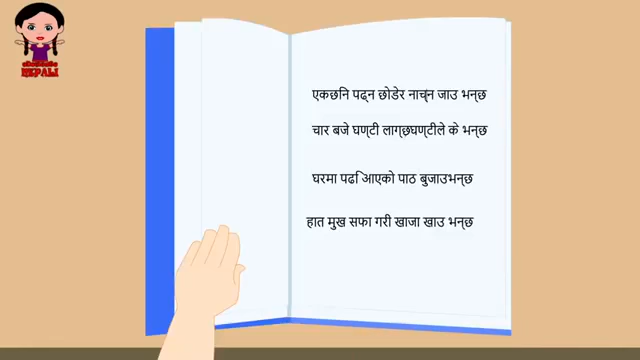 NEPALI
एकछनि पढ्न छोडेर नाच्न जाउ भन्छ
चार बजे घण्टी लाग्छघण्टीले के भन्छ
घरमा पढिआएको पाठ बुजाउभन्छ
हात मुख सफा गरी खाजा खाउ भन्छ